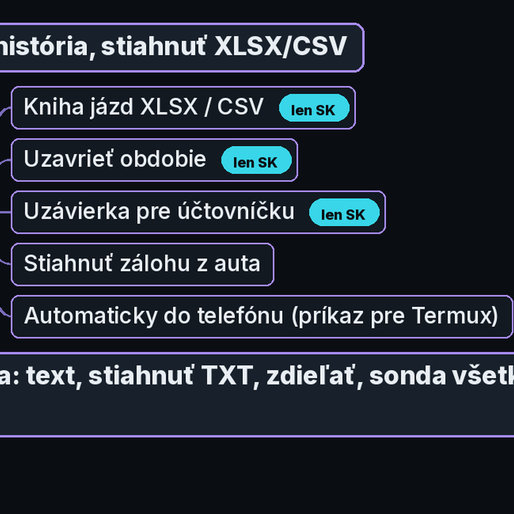 história, stiahnuť XLSX/CSV
Kniha jázd XLSX / CSV len SK
Uzavrieť obdobie len SK
Uzávierka pre účtovníčku len SK
Stiahnuť zálohu z auta
Automaticky do telefónu (príkaz pre Termux)
a: text, stiahnuť TXT, zdieľať, sonda všetk